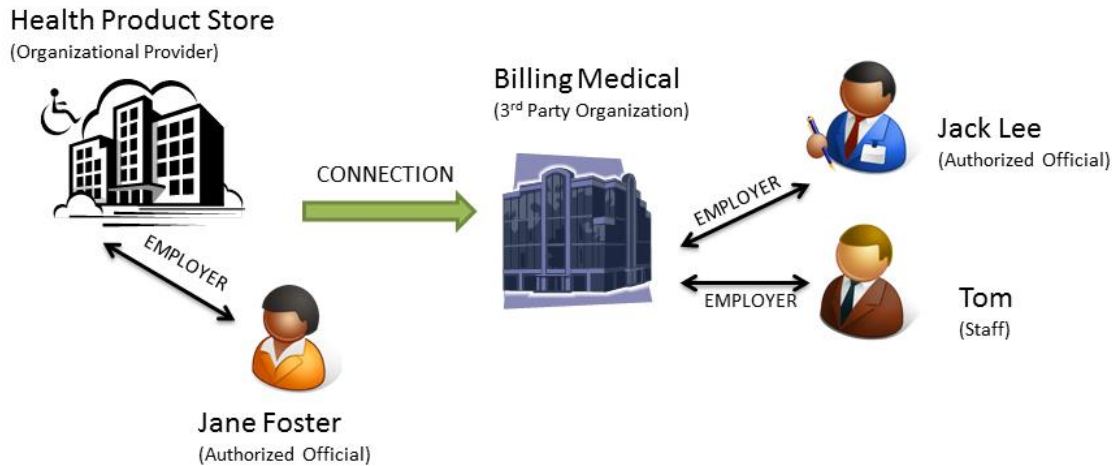 Health Product Store
(Organizational Provider)
Billing Medical
(3rd Party Organization)
Jack Lee
(Authorized Official)
CONNECTION
EMPLOYER
EMPLOYER
EMPLOYER
Tom
(Staff)
Jane Foster
(Authorized Official)